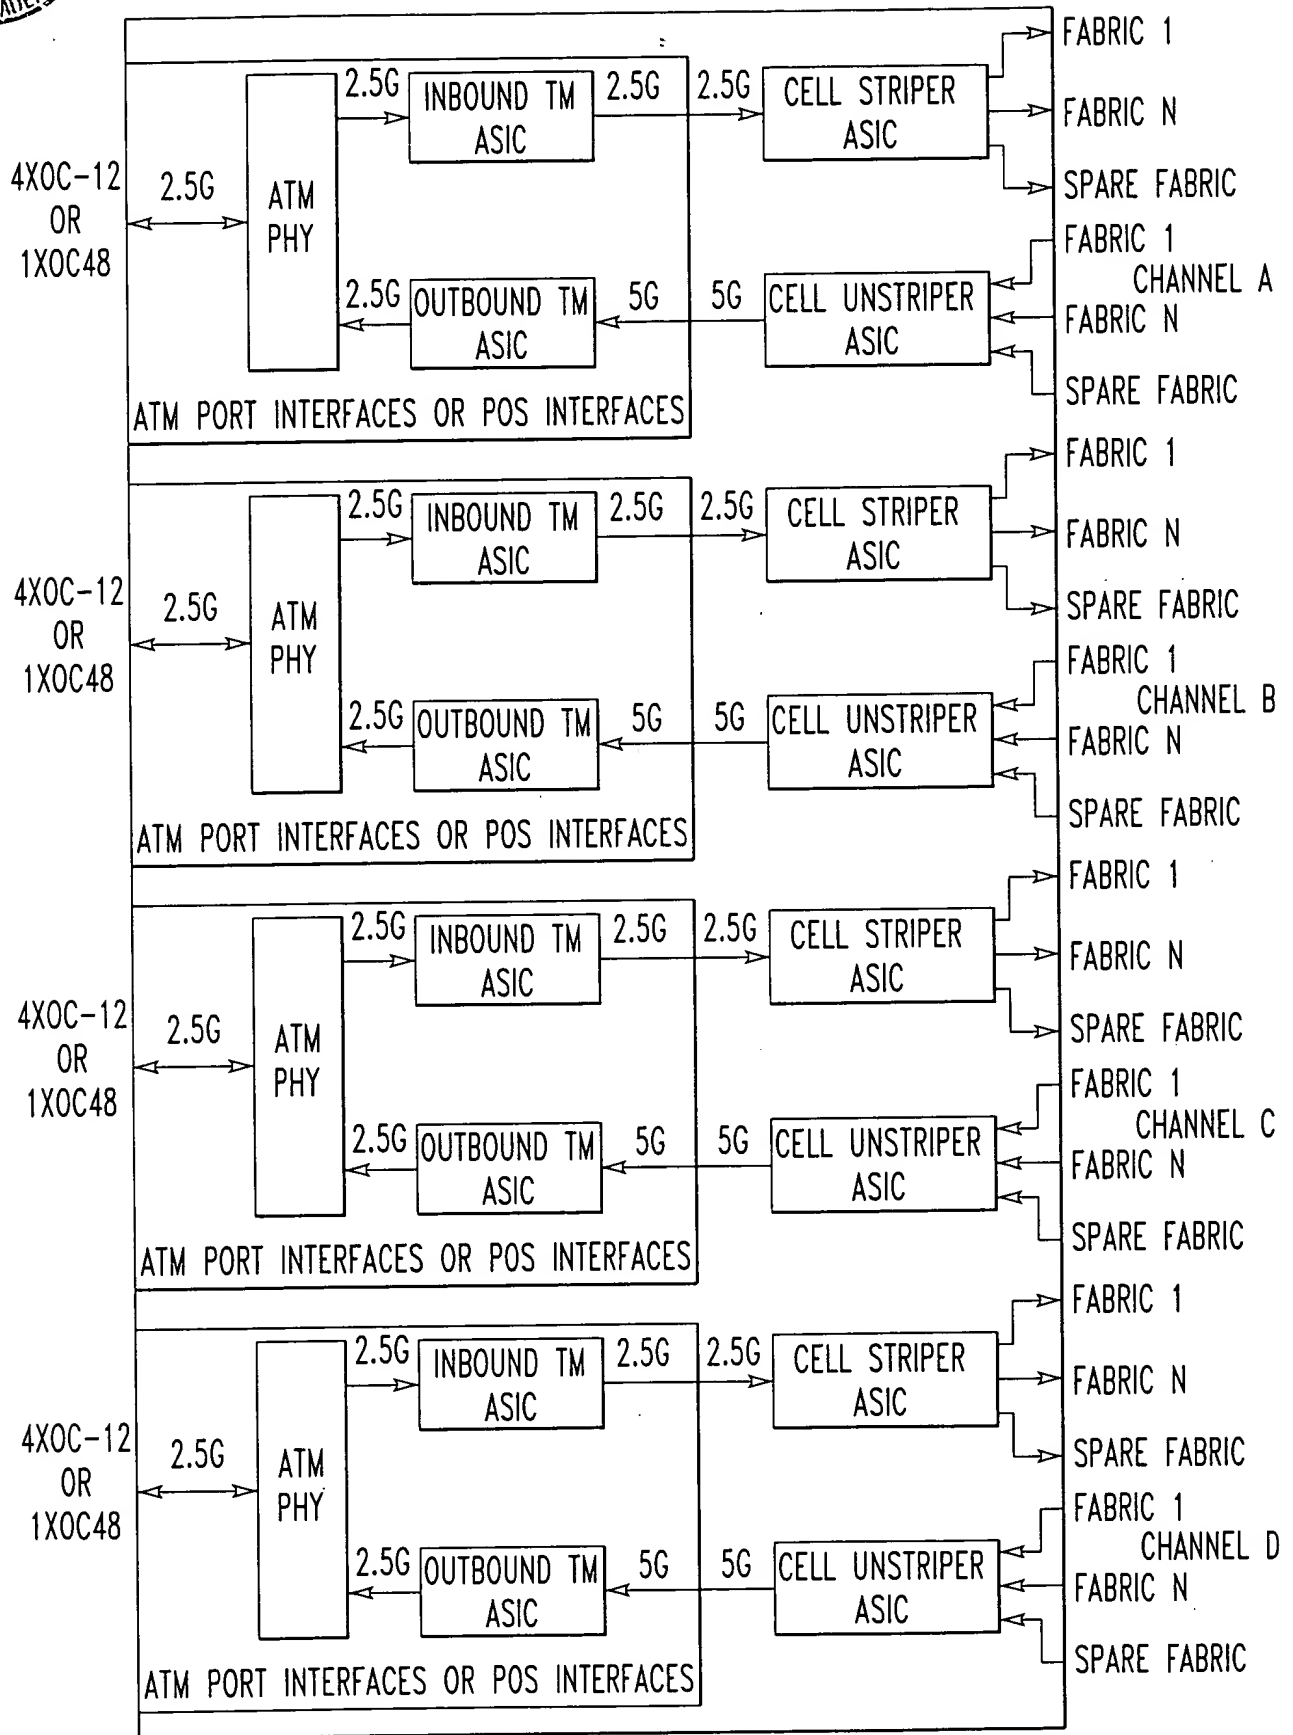 FABRIC 1
2.5G
INBOUND TM
ASIC
2.5G
2.5G
CELL STRIPER
ASIC
FABRIC N
4XOC-12
OR
1XOC48
2.5G
ATM
PHY
SPARE FABRIC
FABRIC 1
CHANNEL A
2.5G
OUTBOUND TM
ASIC
5G
5G
CELL UNSTRIPER
ASIC
FABRIC N
SPARE FABRIC
ATM PORT INTERFACES OR POS INTERFACES
FABRIC 1
2.5G
INBOUND TM
ASIC
2.5G
2.5G
CELL STRIPER
ASIC
FABRIC N
4XOC-12
OR
1XOC48
2.5G
ATM
PHY
SPARE FABRIC
FABRIC 1
CHANNEL B
2.5G
OUTBOUND TM
ASIC
5G
5G
CELL UNSTRIPER
ASIC
FABRIC N
SPARE FABRIC
ATM PORT INTERFACES OR POS INTERFACES
FABRIC 1
2.5G
INBOUND TM
ASIC
2.5G
2.5G
CELL STRIPER
ASIC
FABRIC N
4XOC-12
OR
1XOC48
2.5G
ATM
PHY
SPARE FABRIC
FABRIC 1
CHANNEL C
2.5G
OUTBOUND TM
ASIC
5G
5G
CELL UNSTRIPER
ASIC
FABRIC N
SPARE FABRIC
ATM PORT INTERFACES OR POS INTERFACES
FABRIC 1
2.5G
INBOUND TM
ASIC
2.5G
2.5G
CELL STRIPER
ASIC
FABRIC N
4XOC-12
OR
1XOC48
2.5G
ATM
PHY
SPARE FABRIC
FABRIC 1
CHANNEL D
2.5G
OUTBOUND TM
ASIC
5G
5G
CELL UNSTRIPER
ASIC
FABRIC N
SPARE FABRIC
ATM PORT INTERFACES OR POS INTERFACES